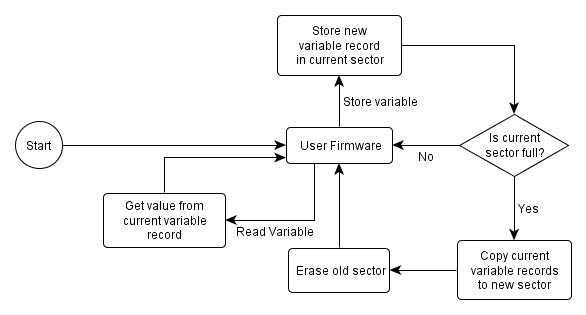 Store new
variable record
in current sector
Store variable
Start
User Firmware
Is current
sector full?
No
Get value from
current variable
record
Read Variable
Yes
Erase old sector
Copy current
variable records
to new sector